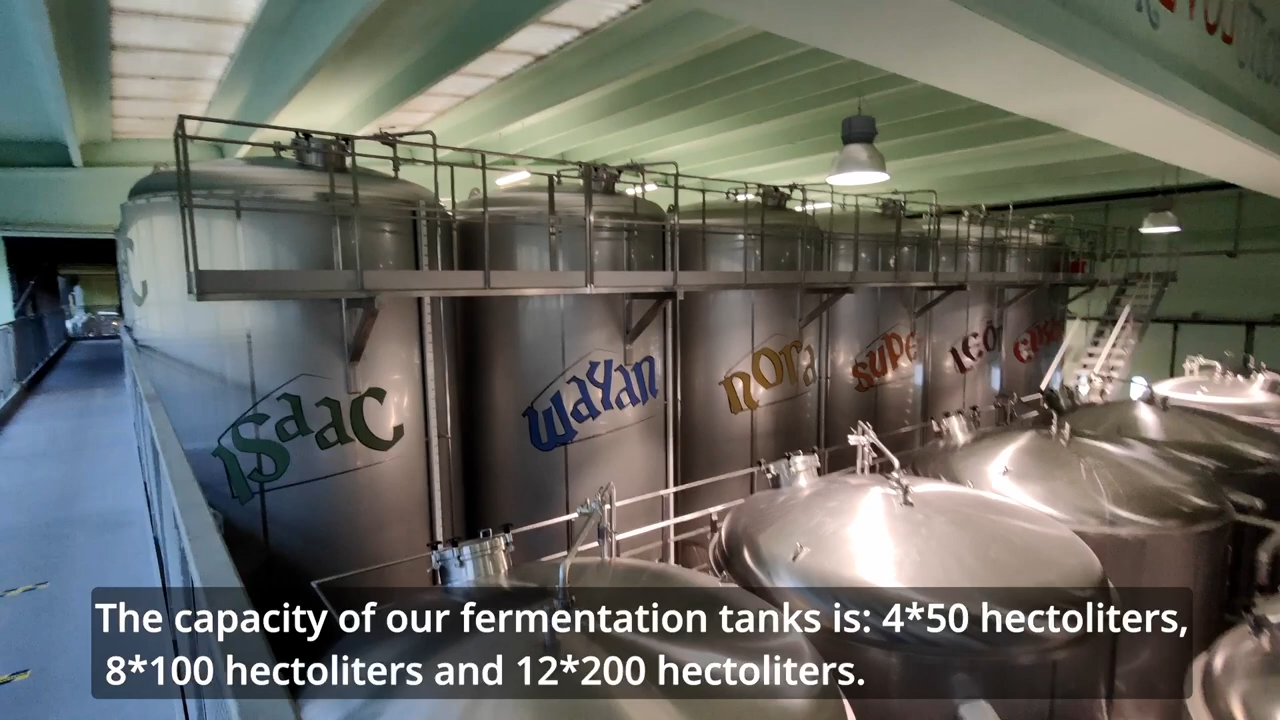 ISaaC
waYan
nOra
supe
leo
The capacity of our fermentation tanks is: 4*50 hectoliters,
8*100 hectoliters and 12*200 hectoliters.